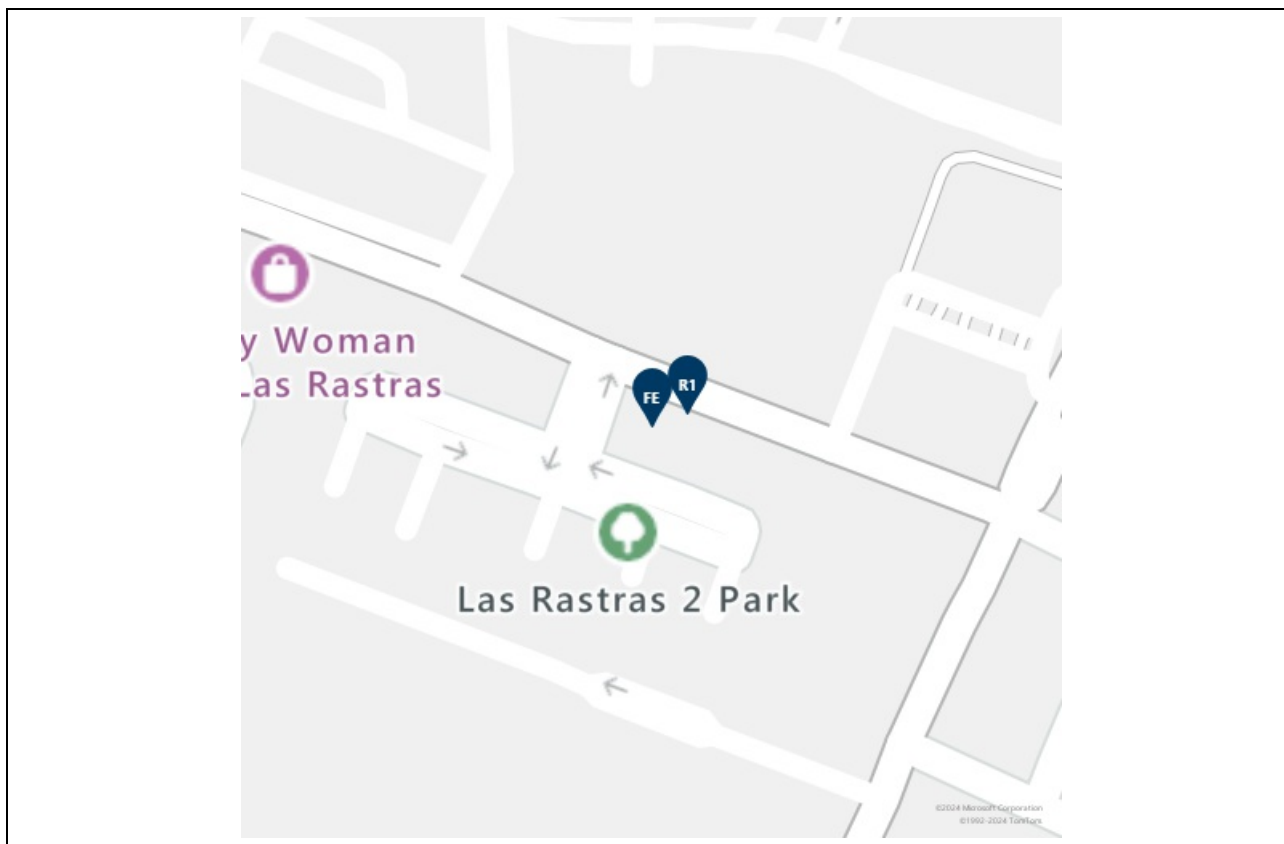 y Woman
Las Rastras
R1
FE
Las Rastras 2 Park
©2024 Microsoft Corporation
©1992-2024 TomTom